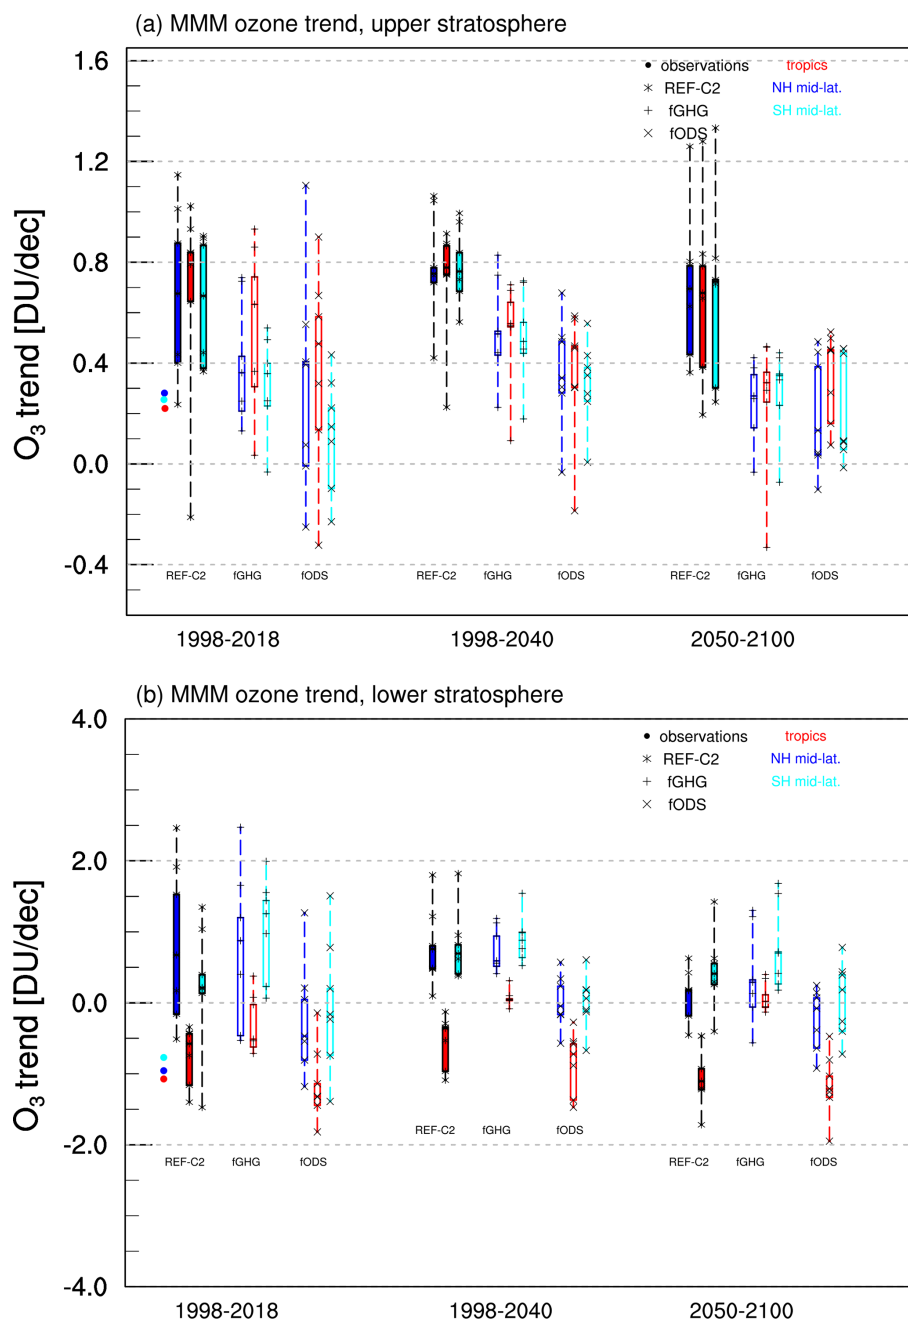 (a) MMM ozone trend, upper stratosphere
1.6
observations tropics
REF-C2 NH mid-lat.
fGHG SH mid-lat.
fODS
1.2
0.8
0.4
0.0
-0.4
O3 trend [DU/dec]
REF-C2 fGHG fODS REF-C2 fGHG fODS REF-C2 fGHG fODS
1998-2018 1998-2040 2050-2100
(b) MMM ozone trend, lower stratosphere
4.0
observations tropics
REF-C2 NH mid-lat.
fGHG SH mid-lat.
fODS
2.0
0.0
-2.0
-4.0
O3 trend [DU/dec]
REF-C2 fGHG fODS
REF-C2 fGHG fODS REF-C2 fGHG fODS
1998-2018 1998-2040 2050-2100